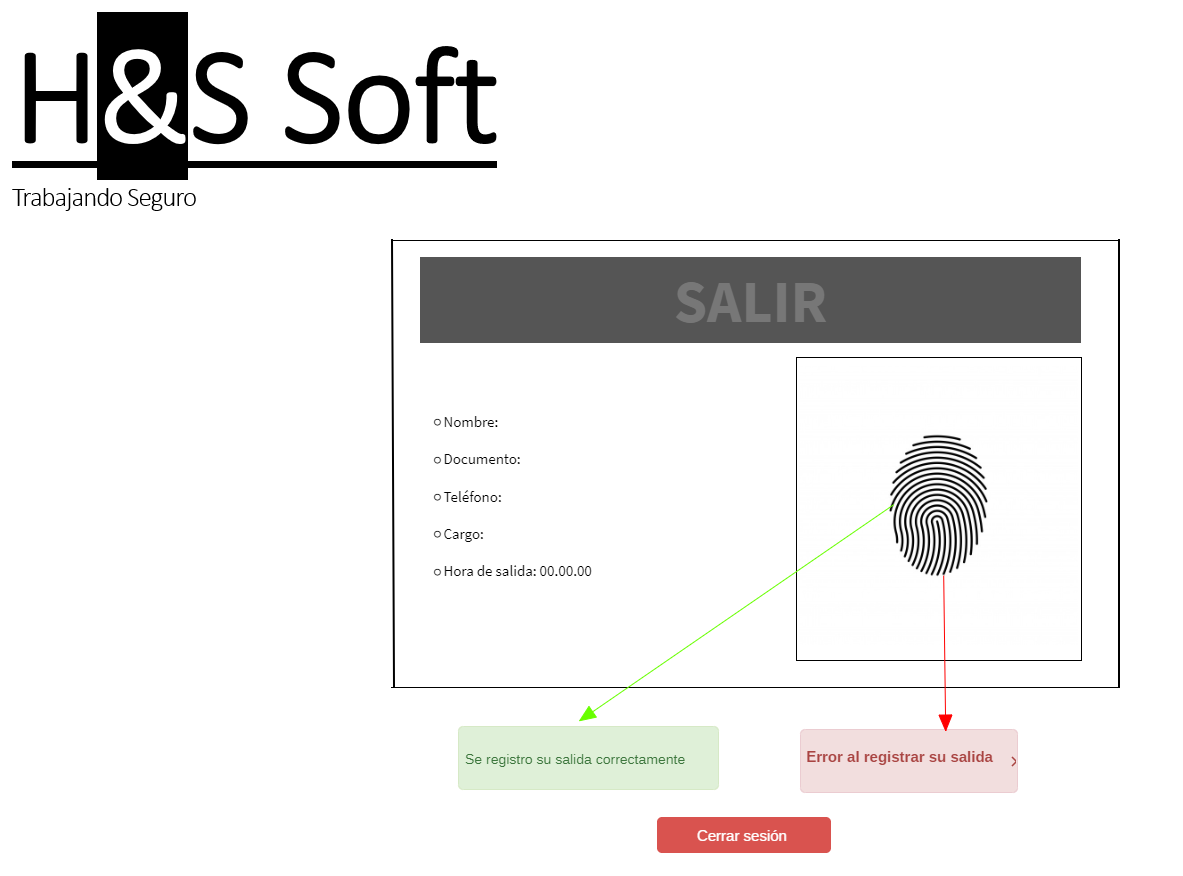 H&S Soft
Trabajando Seguro
SALIR
Nombre:
Documento:
Teléfono:
Cargo:
Hora de salida: 00.00.00
Se registro su salida correctamente
Error al registrar su salida ×
Cerrar sesión